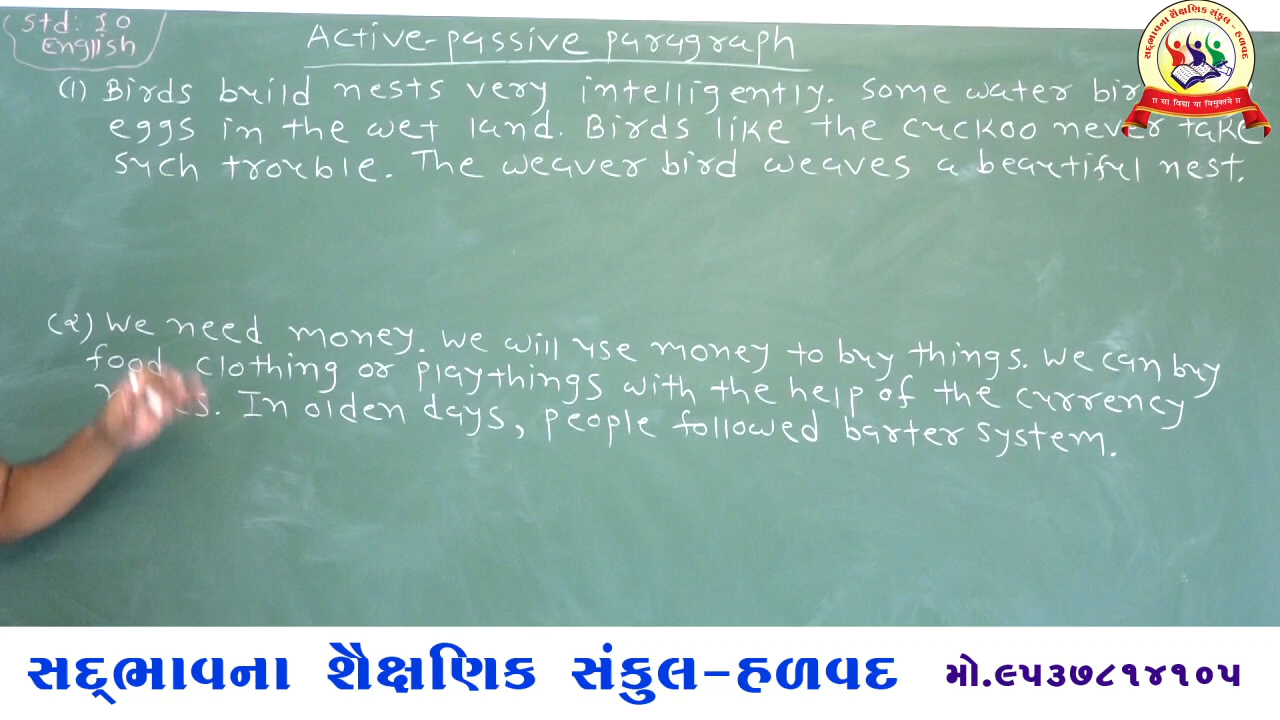 Std: 10
English
Active-passive paragraph
(1) Birds build nests very intelligently. Some water
eggs in the wet land. Birds like the cuckoo never take
such trouble. The weaver bird weaves a beautiful nest.
(૨) We need money. We will use money to buy things. We can buy
food, clothing or playthings with the help of the currency
In olden days, people followed barter system.
સદ્ભાવના શૈક્ષણિક સંકુલ - હળવદ
॥ सा विद्या या विमुक्तये ॥
સદ્ભાવના શૈક્ષણિક સંકુલ-હળવદ મો.૯૫૩૭૮૧૪૧૦૫